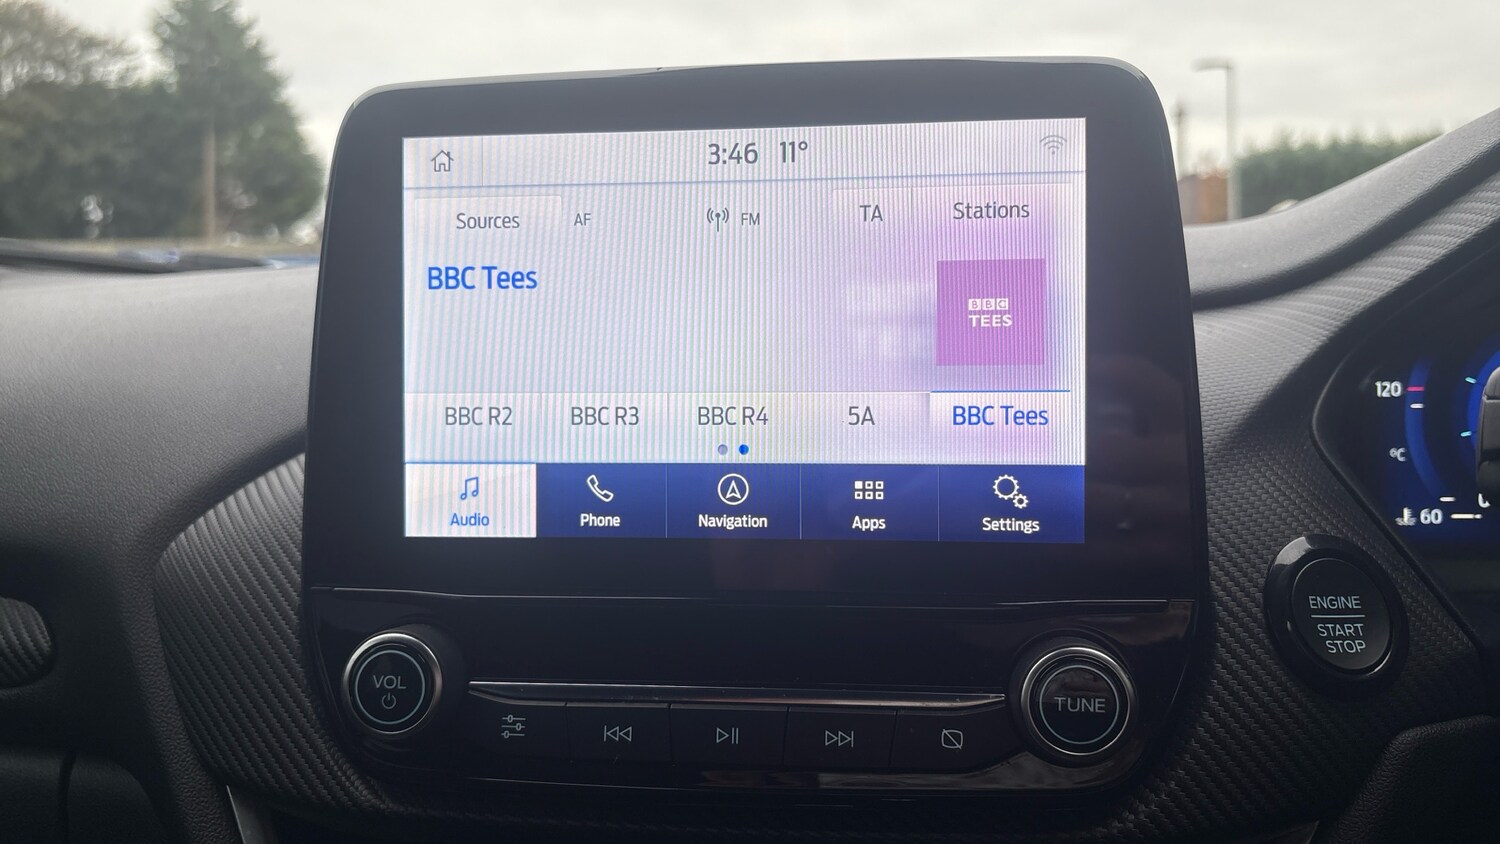 3:46 11°
Sources AF FM TA Stations
BBC Tees
BBC
TEES
BBC R2 BBC R3 BBC R4 5A BBC Tees
Audio Phone Navigation Apps Settings
VOL
TUNE
ENGINE
START
STOP
120
°C
60